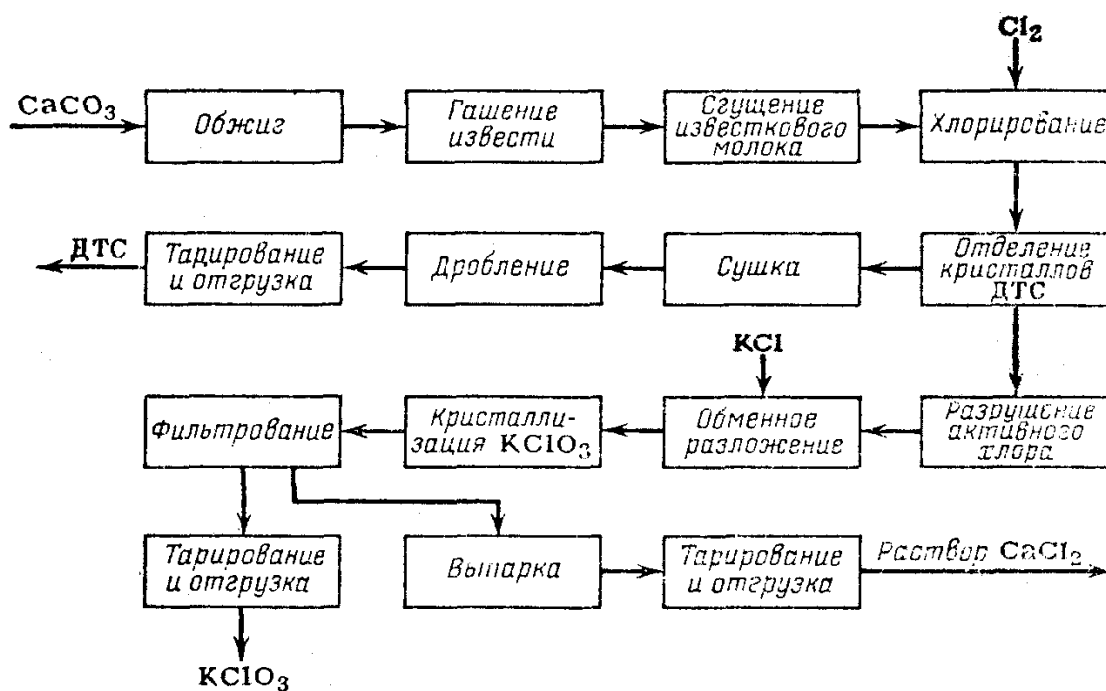 Cl2
CaCO3
Обжиг
Гашение
извести
Сгущение
известкового
молока
Хлорирование
ДТС
Тарирование
и отгрузка
Дробление
Сушка
Отделение
кристаллов
ДТС
KCl
Фильтрование
Кристалли-
зация KClO3
Обменное
разложение
Разрушение
активного
хлора
Тарирование
и отгрузка
Выпарка
Тарирование
и отгрузка
Раствор CaCl2
KClO3